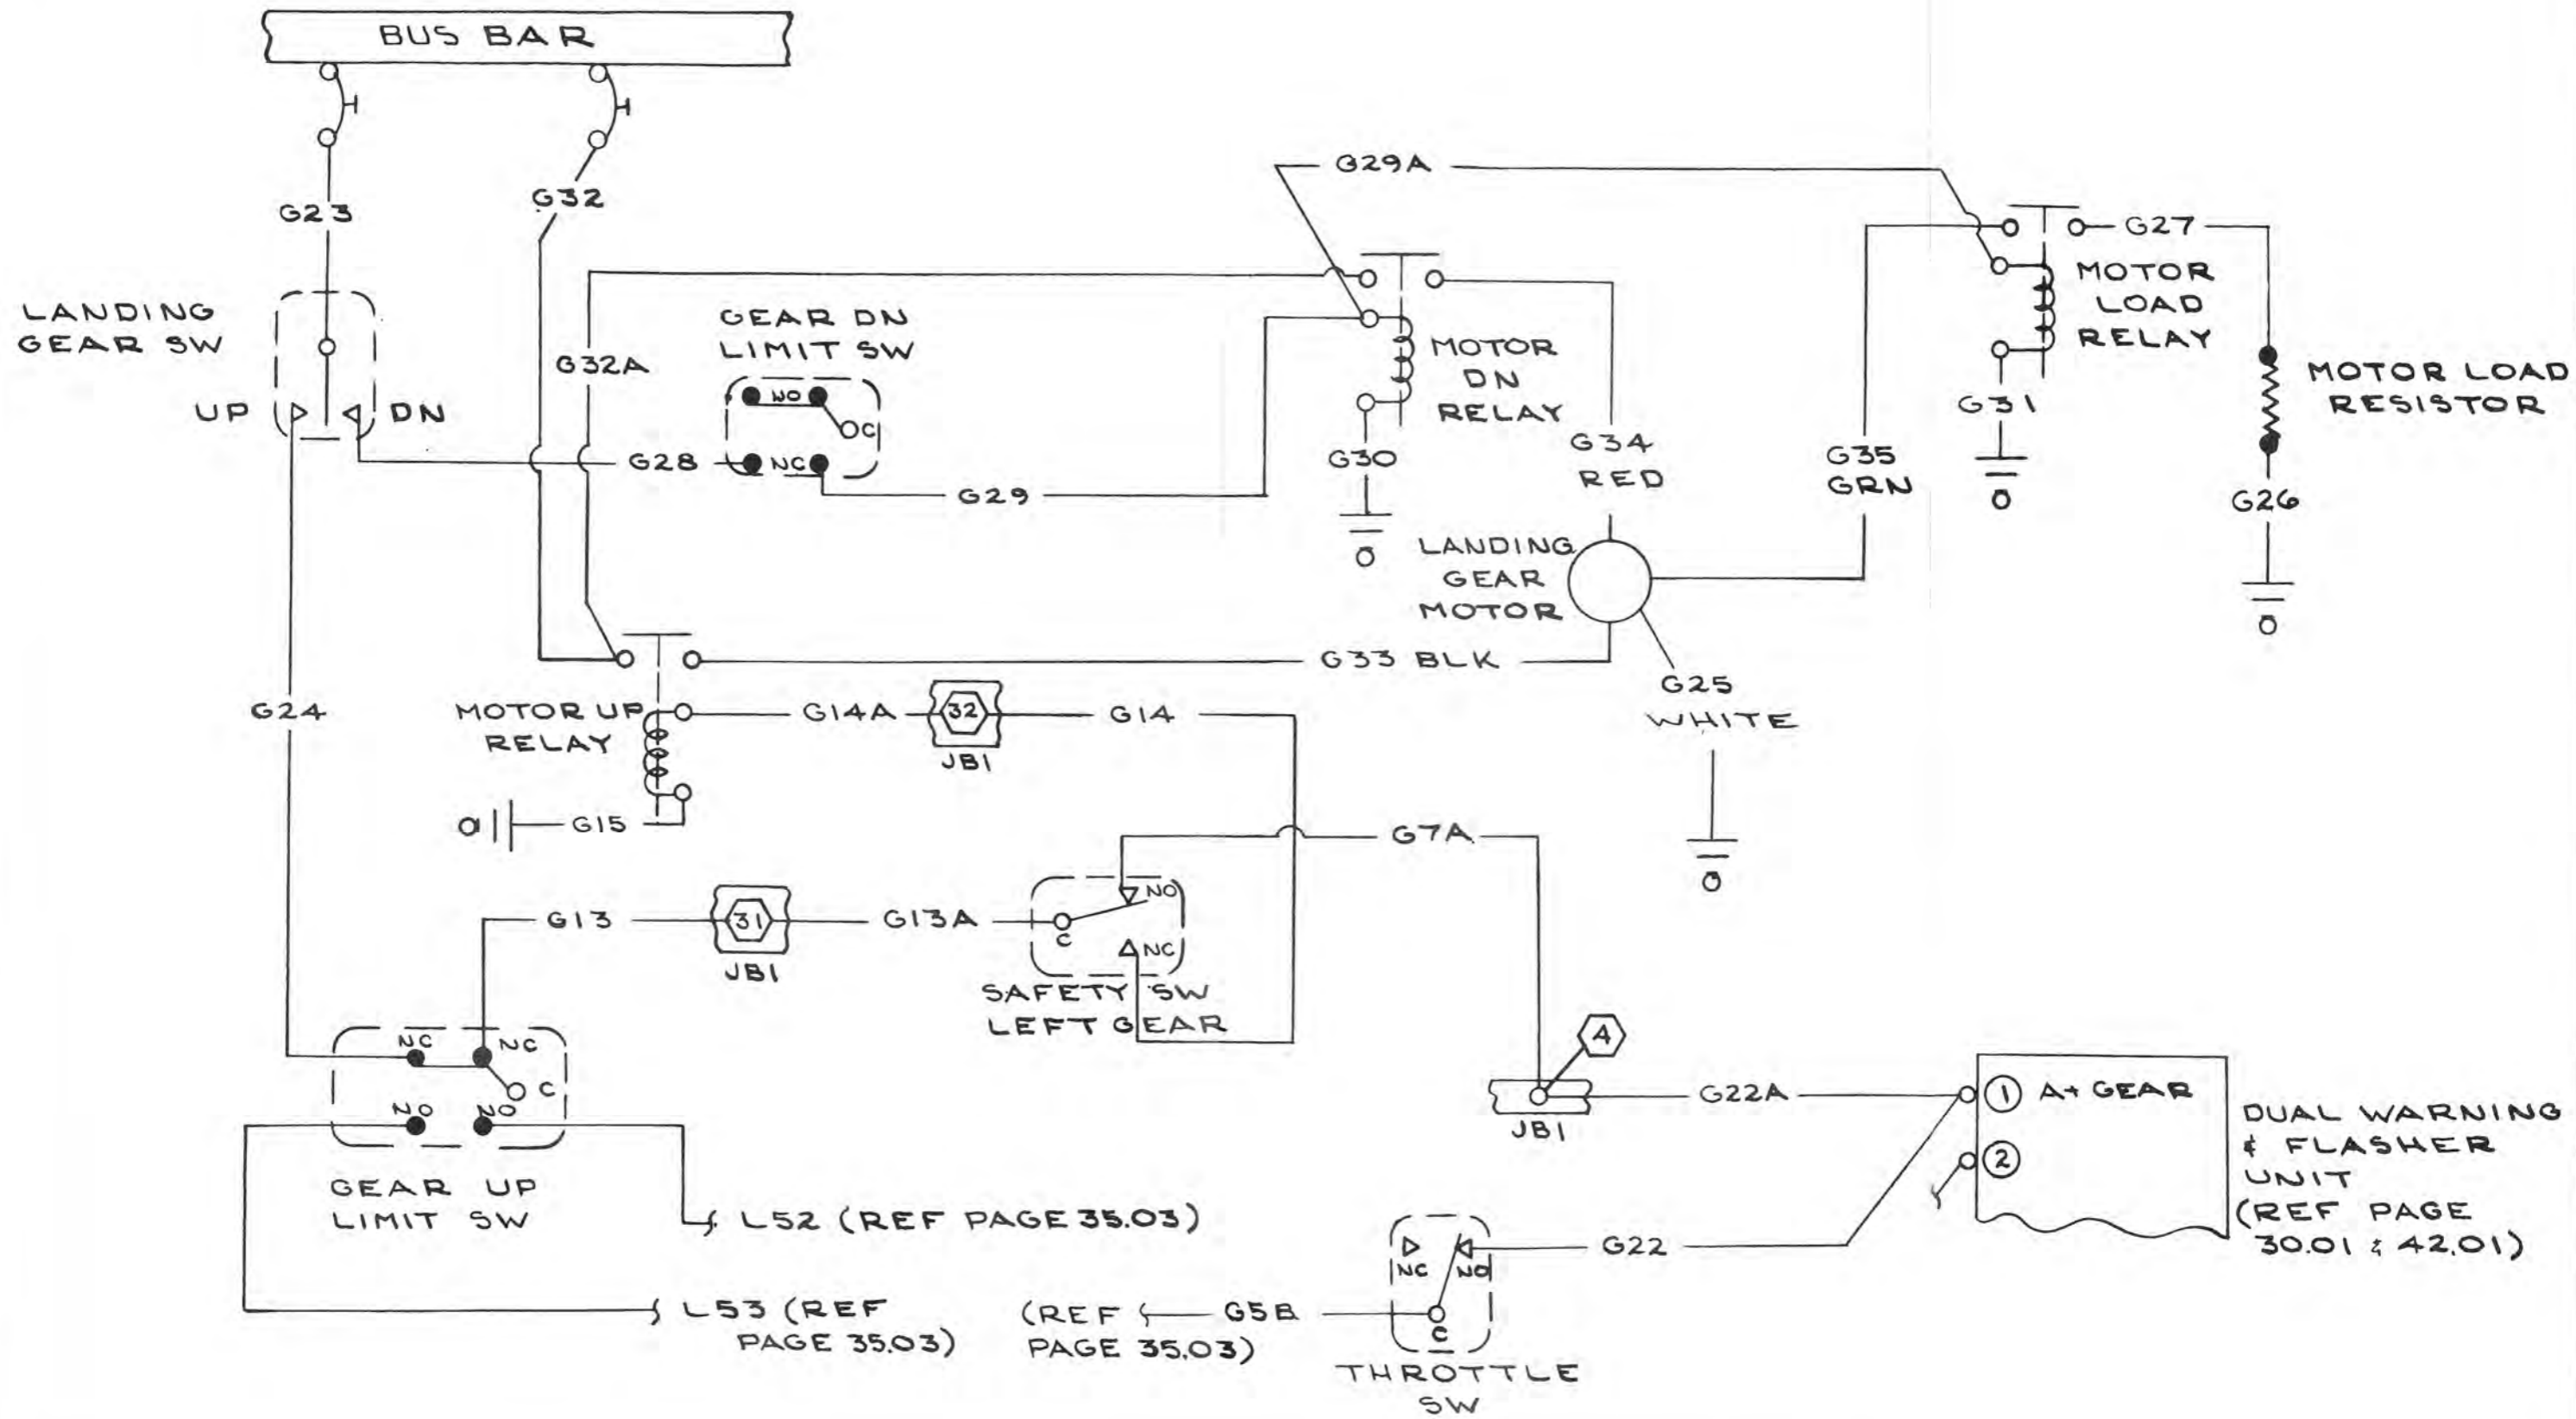 BUS BAR
G23
G32
G29A
G27
LANDING
GEAR SW
UP
DN
G32A
GEAR DN
LIMIT SW
NO
C
NC
G28
G29
MOTOR
DN
RELAY
G30
G34
RED
G35
GRN
MOTOR
LOAD
RELAY
G31
MOTOR LOAD
RESISTOR
G26
LANDING
GEAR
MOTOR
G33 BLK
G25
WHITE
G24
MOTOR UP
RELAY
G14A
32
JB1
G14
G15
G7A
G13
31
JB1
G13A
C
NO
NC
SAFETY SW
LEFT GEAR
NC
NC
C
NO
NO
GEAR UP
LIMIT SW
A
JB1
G22A
1
A+ GEAR
2
DUAL WARNING
& FLASHER
UNIT
(REF PAGE
30.01 & 42.01)
L52 (REF PAGE 35.03)
L53 (REF
PAGE 35.03)
(REF
PAGE 35.03)
G5B
NC
NO
C
G22
THROTTLE
SW